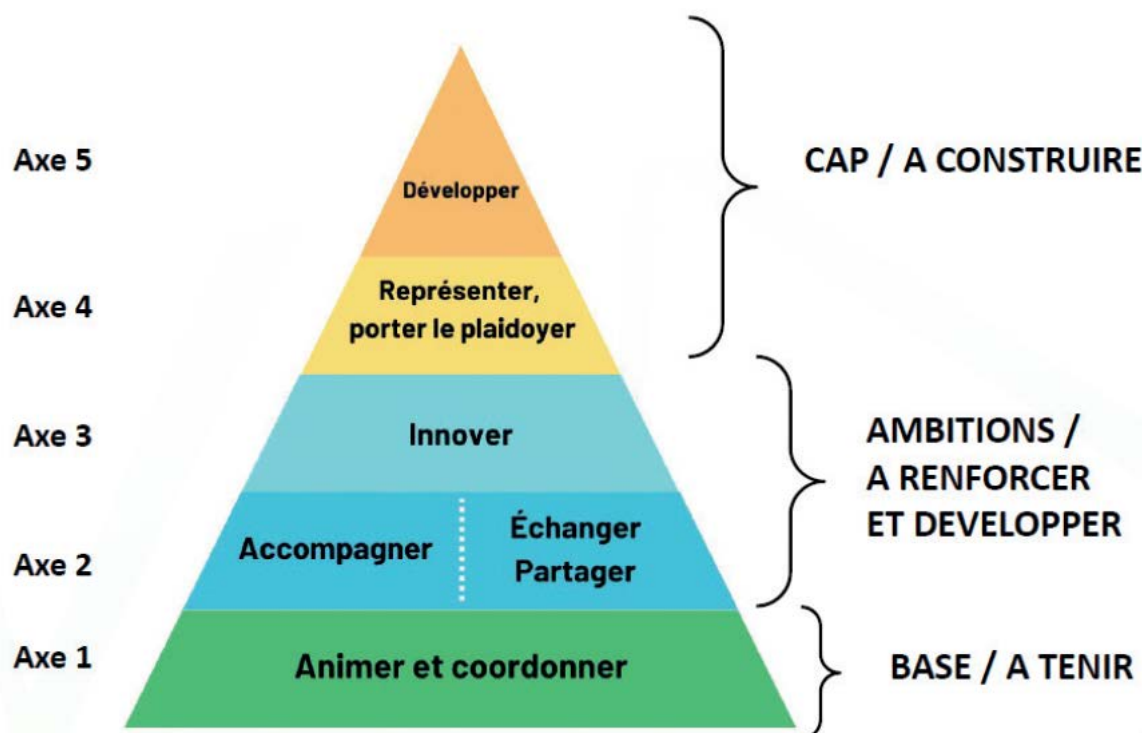 Axe 5
Développer
CAP / A CONSTRUIRE
Axe 4
Représenter,
porter le plaidoyer
Axe 3
Innover
AMBITIONS /
A RENFORCER
ET DEVELOPPER
Axe 2
Accompagner
Échanger
Partager
Axe 1
Animer et coordonner
BASE / A TENIR